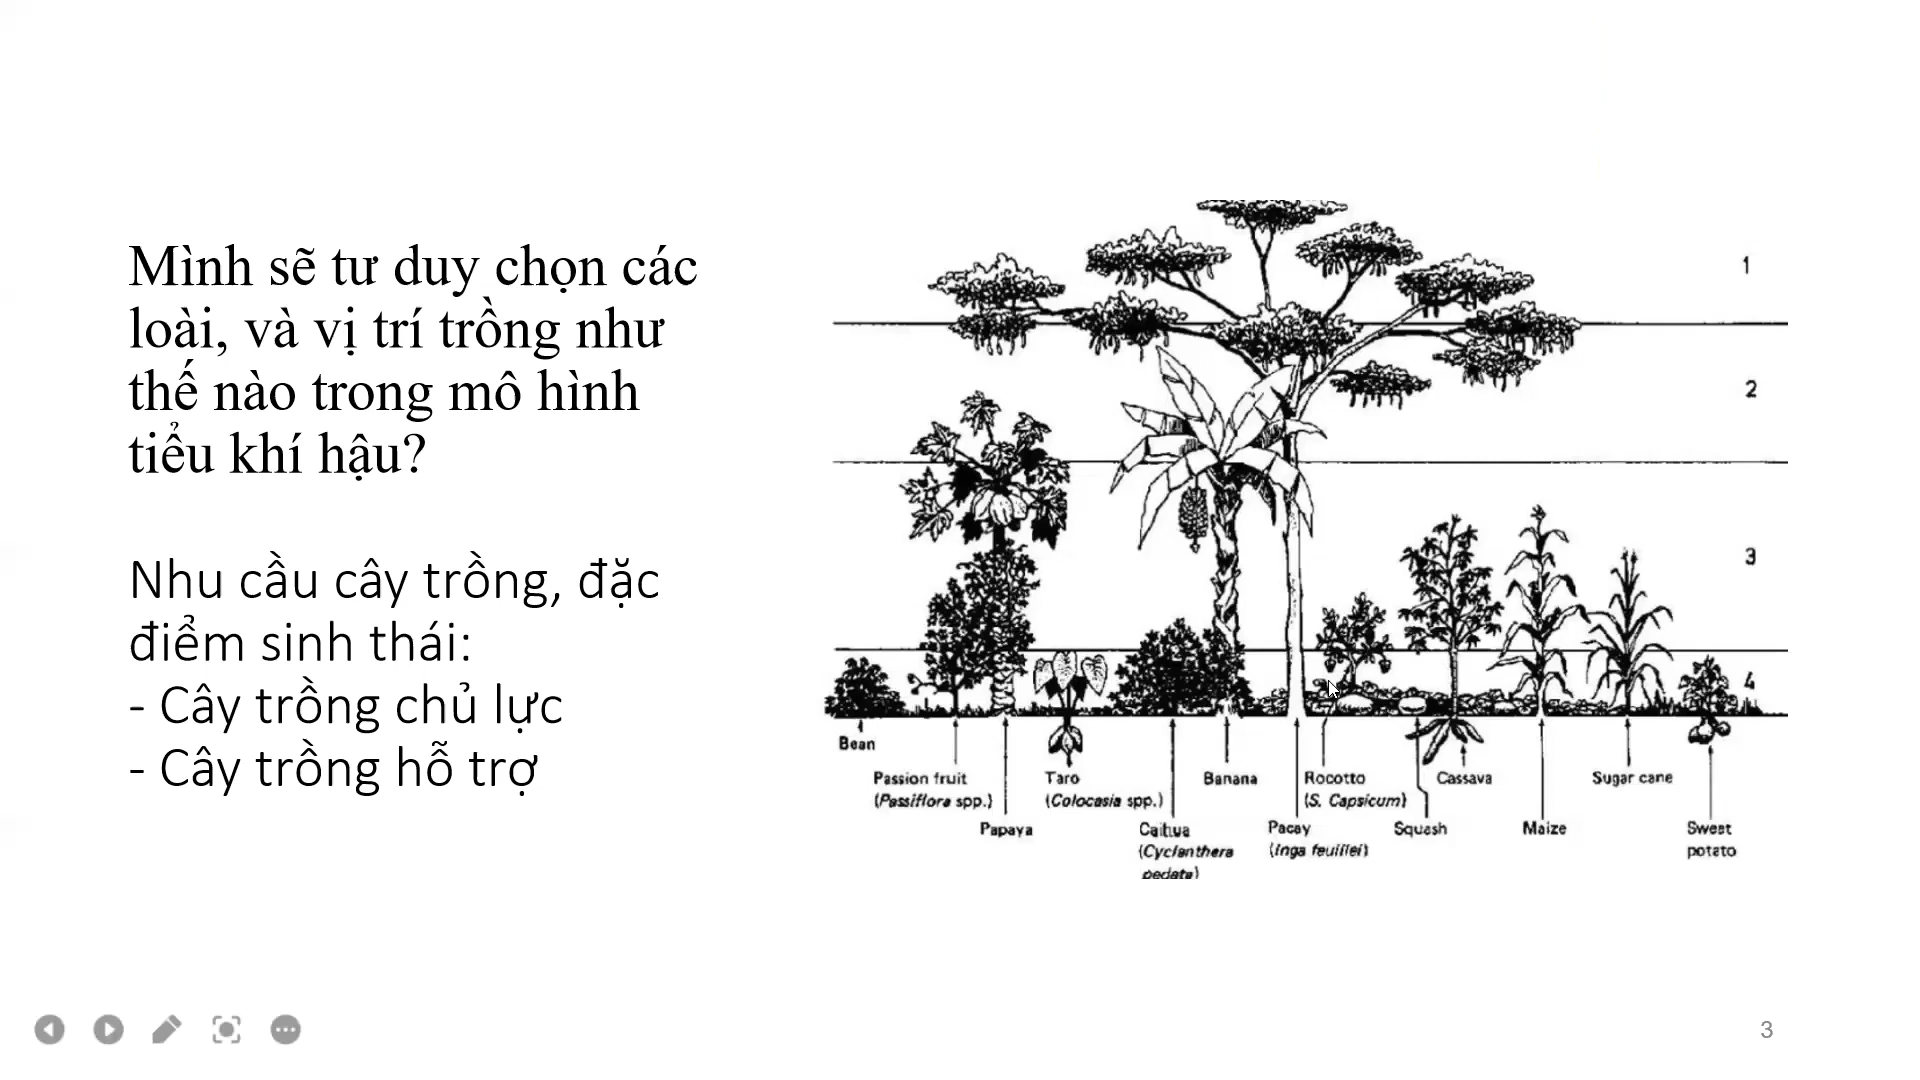 Mình sẽ tư duy chọn các
loài, và vị trí trồng như
thế nào trong mô hình
tiểu khí hậu?
Nhu cầu cây trồng, đặc
điểm sinh thái:
- Cây trồng chủ lực
- Cây trồng hỗ trợ
1
2
3
4
Bean
Passion fruit
(Passiflora spp.)
Papaya
Taro
(Colocasia spp.)
Caihua
(Cyclanthera
pedata)
Banana
Pacay
(Inga feuillei)
Rocotto
(S. Capsicum)
Squash
Cassava
Maize
Sugar cane
Sweet
potato
3